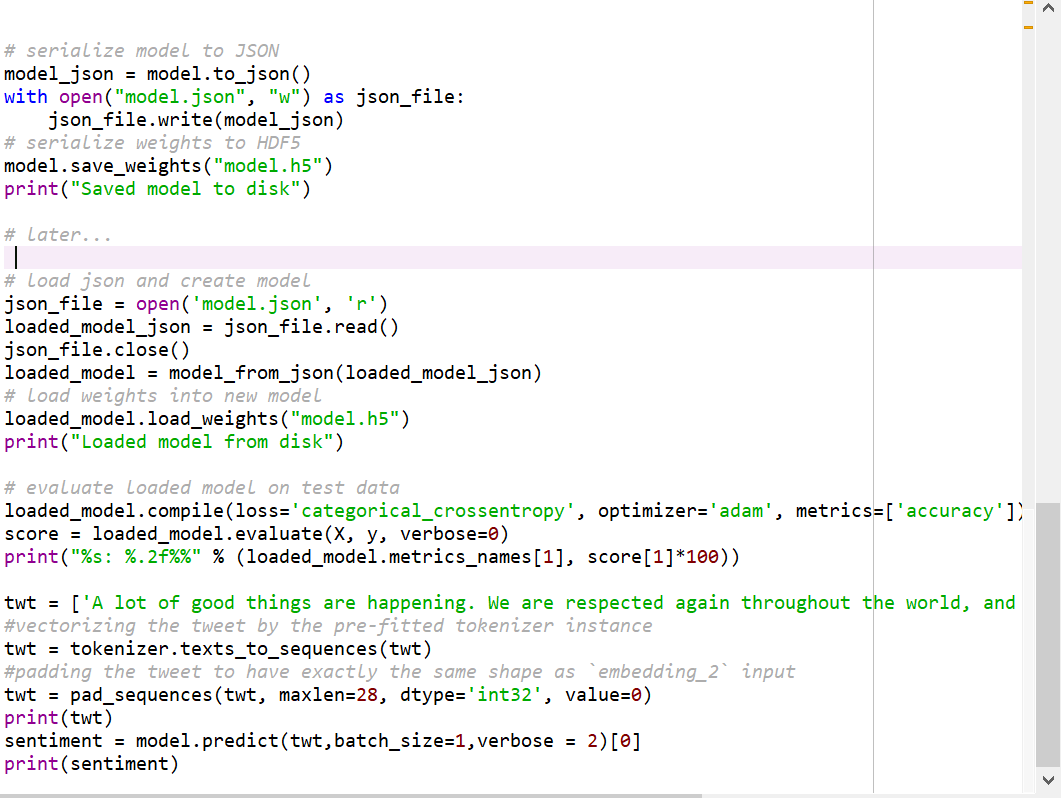 # serialize model to JSON
model_json = model.to_json()
with open("model.json", "w") as json_file:
    json_file.write(model_json)
# serialize weights to HDF5
model.save_weights("model.h5")
print("Saved model to disk")

# later...

# load json and create model
json_file = open('model.json', 'r')
loaded_model_json = json_file.read()
json_file.close()
loaded_model = model_from_json(loaded_model_json)
# load weights into new model
loaded_model.load_weights("model.h5")
print("Loaded model from disk")

# evaluate loaded model on test data
loaded_model.compile(loss='categorical_crossentropy', optimizer='adam', metrics=['accuracy'])
score = loaded_model.evaluate(X, y, verbose=0)
print("%s: %.2f%%" % (loaded_model.metrics_names[1], score[1]*100))

twt = ['A lot of good things are happening. We are respected again throughout the world, and
#vectorizing the tweet by the pre-fitted tokenizer instance
twt = tokenizer.texts_to_sequences(twt)
#padding the tweet to have exactly the same shape as `embedding_2` input
twt = pad_sequences(twt, maxlen=28, dtype='int32', value=0)
print(twt)
sentiment = model.predict(twt,batch_size=1,verbose = 2)[0]
print(sentiment)